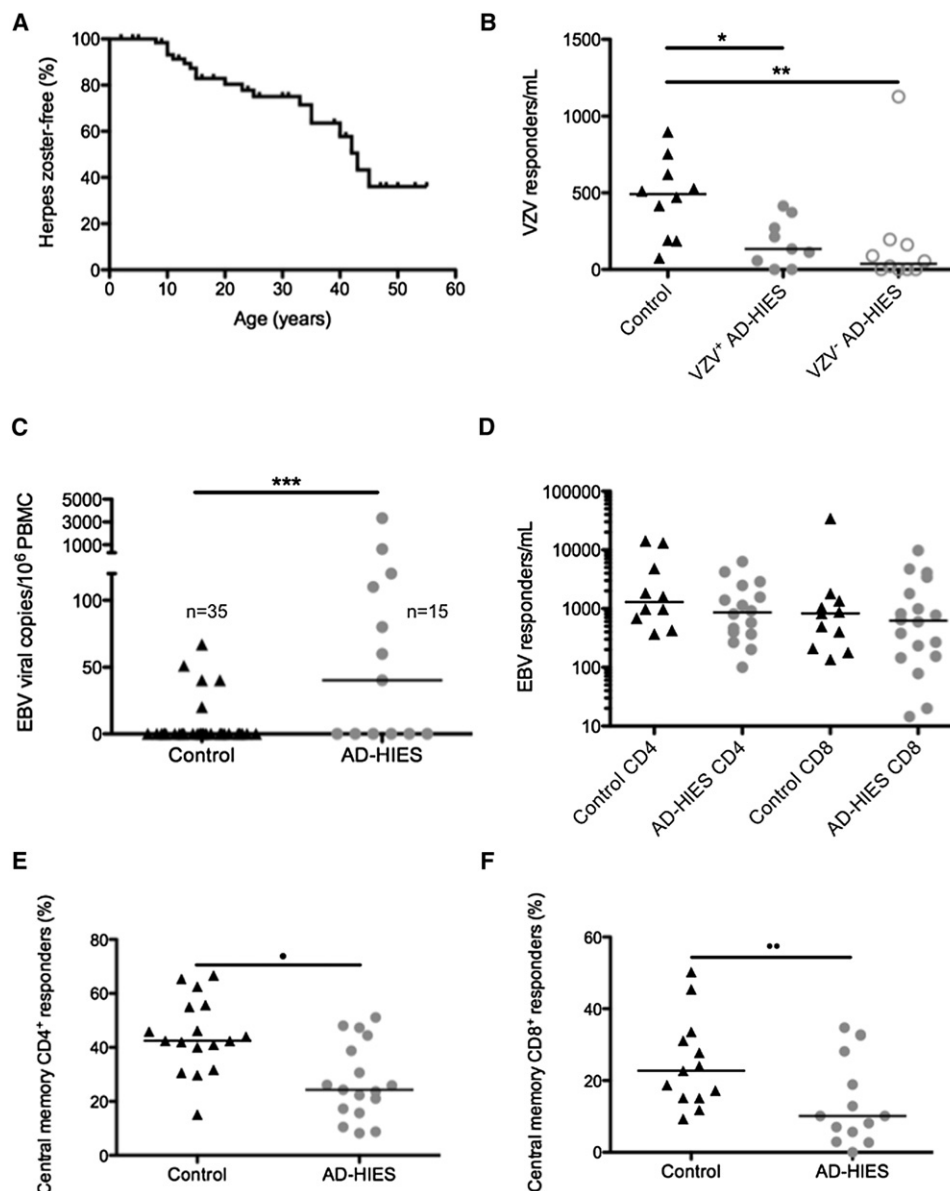 A
Herpes zoster-free (%)
100
80
60
40
20
0
0 10 20 30 40 50 60
Age (years)
B
VZV responders/mL
1500
1000
500
0
*
**
Control
VZV⁺ AD-HIES
VZV⁻ AD-HIES
C
EBV viral copies/10⁶ PBMC
5000
3000
1000
100
50
0
***
n=35
n=15
Control AD-HIES
D
EBV responders/mL
100000
10000
1000
100
10
Control CD4
AD-HIES CD4
Control CD8
AD-HIES CD8
E
Central memory CD4⁺ responders (%)
80
60
40
20
0
•
Control AD-HIES
F
Central memory CD8⁺ responders (%)
60
40
20
0
••
Control AD-HIES